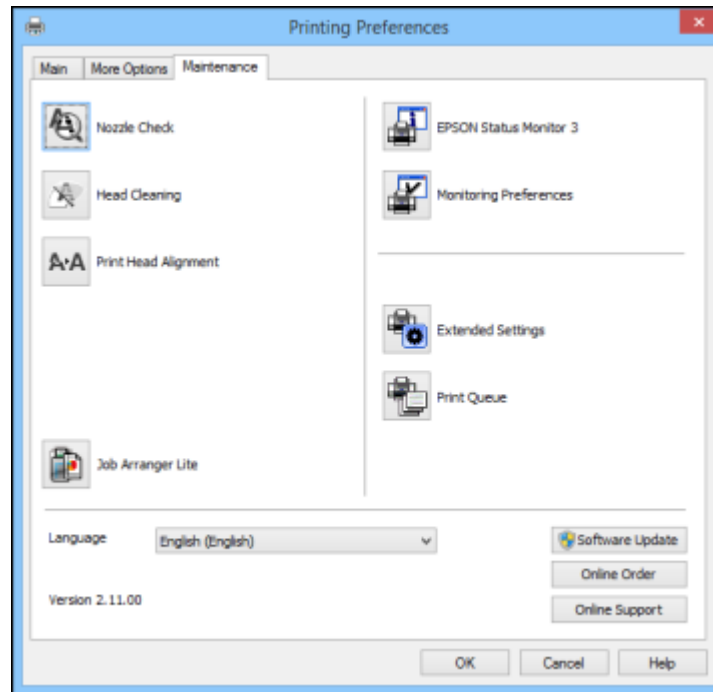 Printing Preferences
Main
More Options
Maintenance
Nozzle Check
EPSON Status Monitor 3
Head Cleaning
Monitoring Preferences
A·A Print Head Alignment
Extended Settings
Print Queue
Job Arranger Lite
Language
English (English)
Software Update
Online Order
Version 2.11.00
Online Support
OK
Cancel
Help